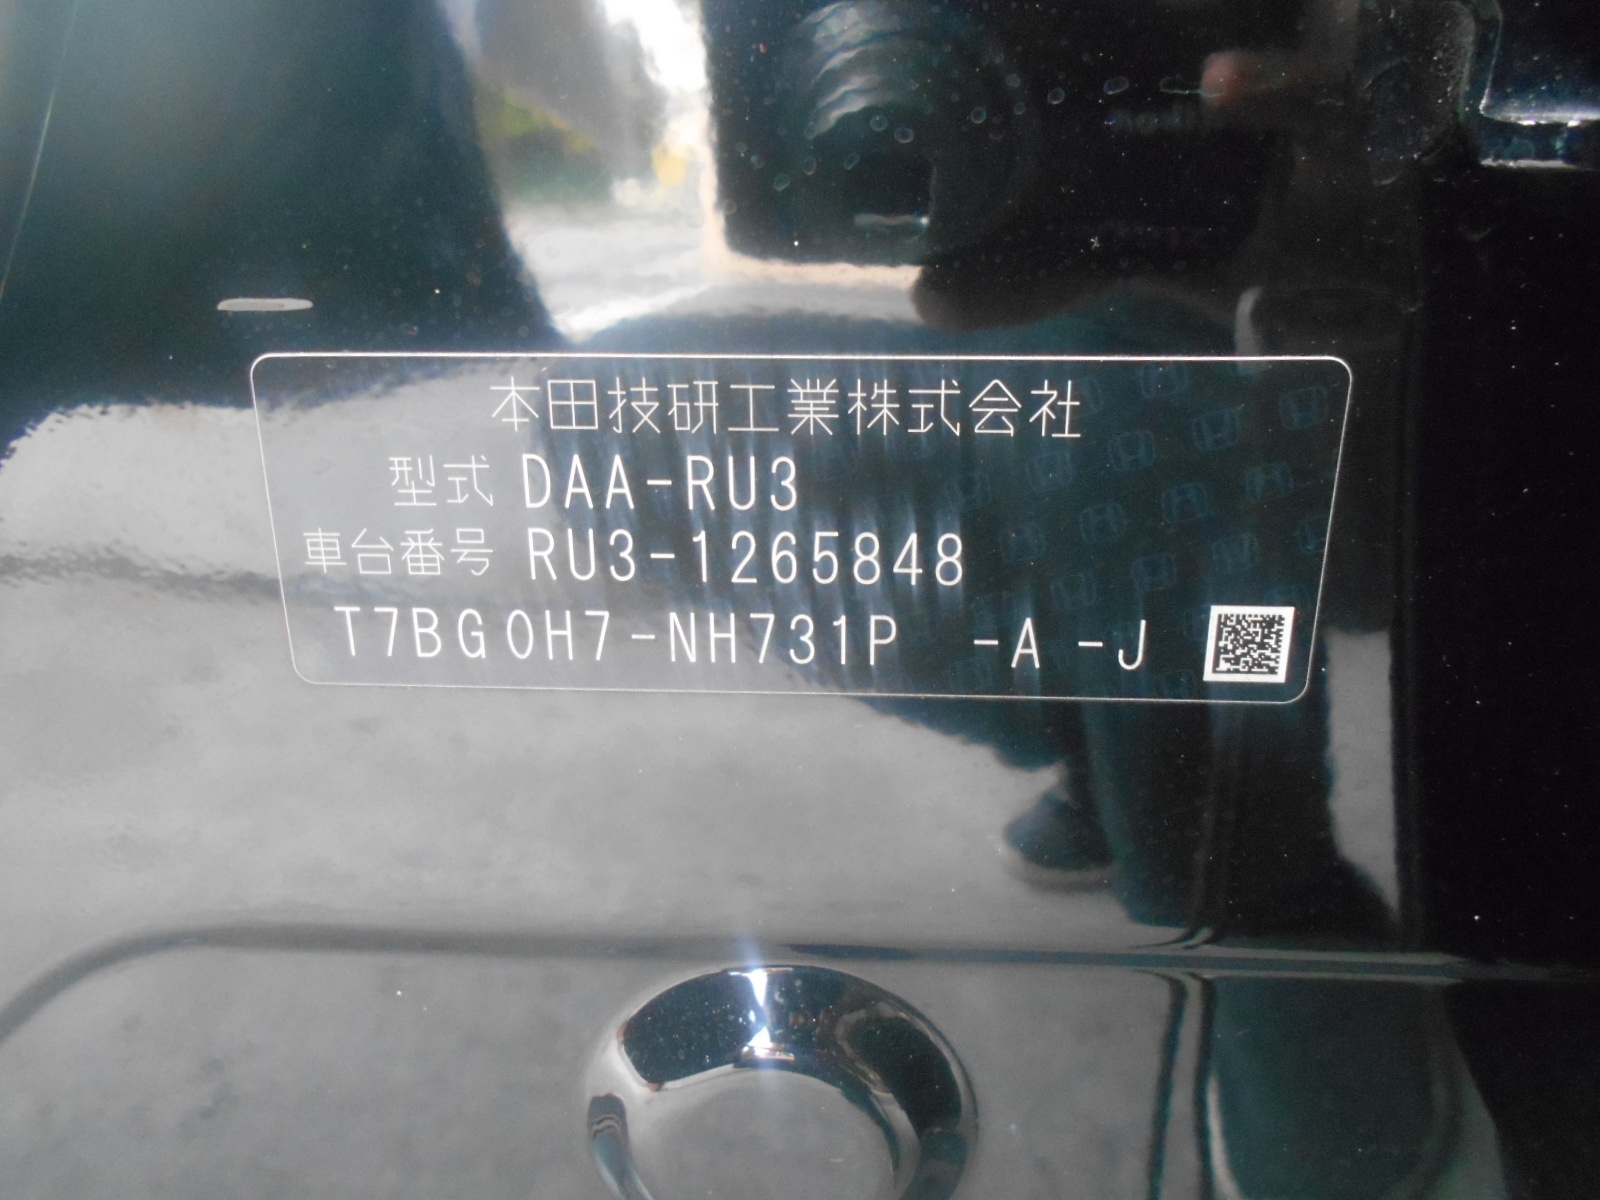 本田技研工業株式会社
型式 DAA-RU3
車台番号 RU3-1265848
T7BG0H7-NH731P -A -J